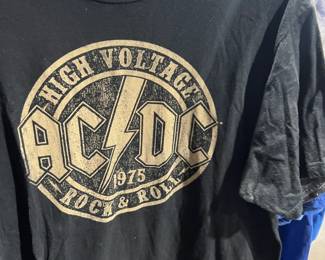 HIGH VOLTAGE
AC⚡DC
1975
ROCK & ROLL